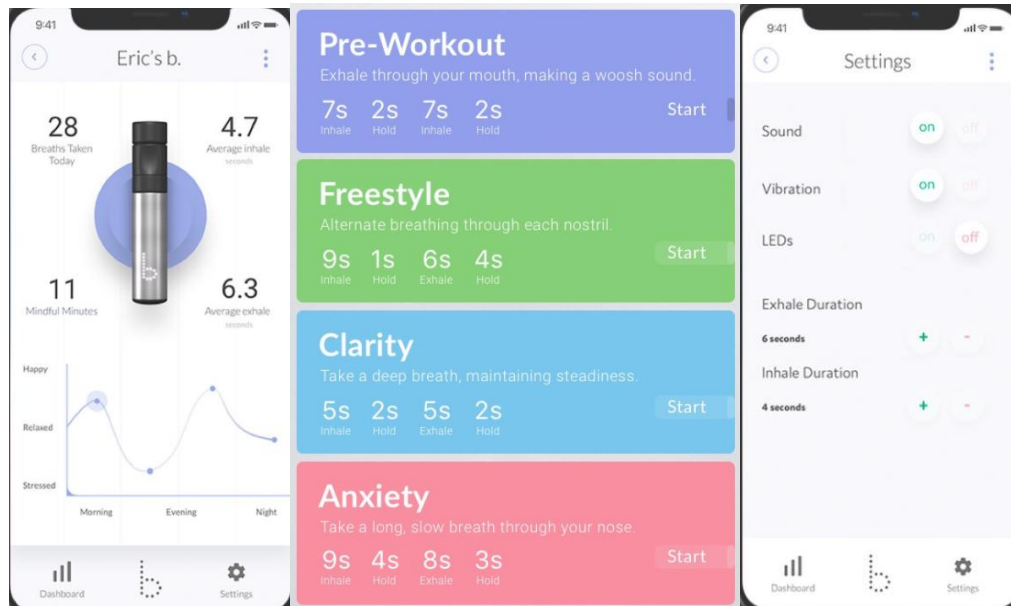 9:41
Eric's b.
28
Breaths Taken
Today
4.7
Average inhale
seconds
b
11
Mindful Minutes
6.3
Average exhale
seconds
Happy
Relaxed
Stressed
Morning Evening Night
Dashboard b Settings
Pre-Workout
Exhale through your mouth, making a woosh sound.
7s 2s 7s 2s
Inhale Hold Inhale Hold
Start
Freestyle
Alternate breathing through each nostril.
9s 1s 6s 4s
Inhale Hold Exhale Hold
Start
Clarity
Take a deep breath, maintaining steadiness.
5s 2s 5s 2s
Inhale Hold Exhale Hold
Start
Anxiety
Take a long, slow breath through your nose.
9s 4s 8s 3s
Inhale Hold Exhale Hold
Start
9:41
Settings
Sound on off
Vibration on off
LEDs on off
Exhale Duration
6 seconds + -
Inhale Duration
4 seconds + -
Dashboard b Settings